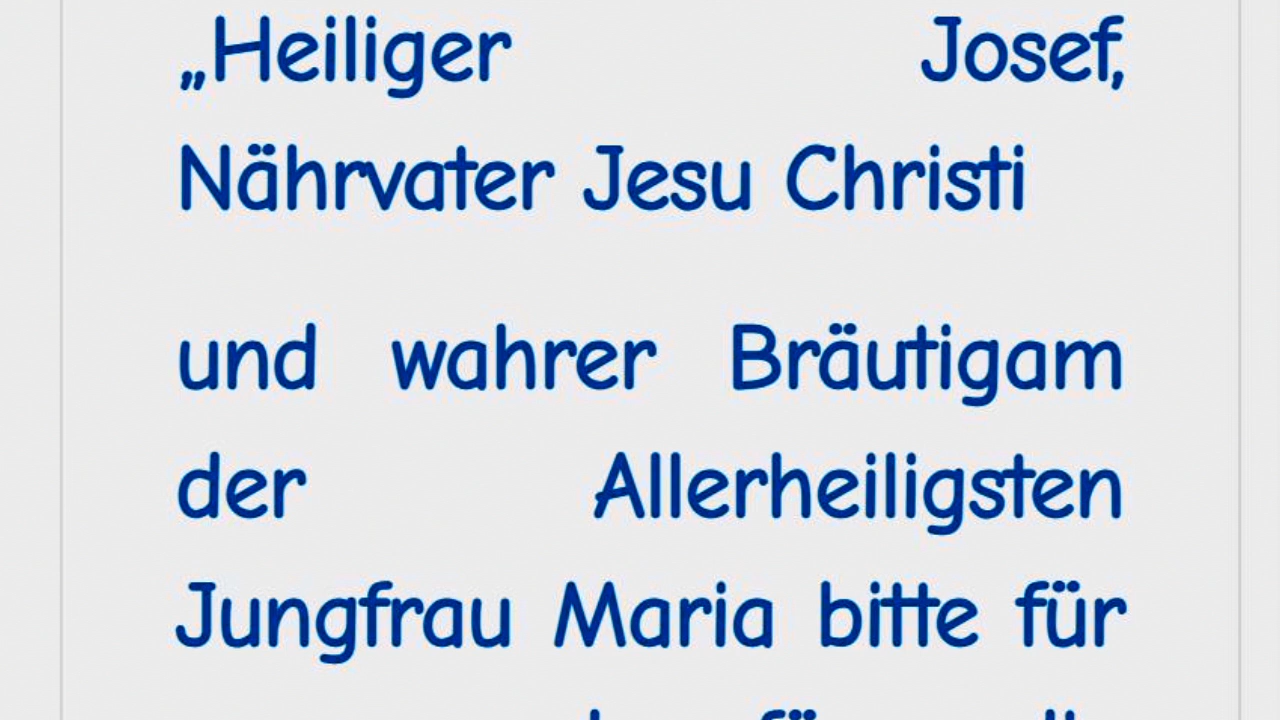 „Heiliger Josef,
Nährvater Jesu Christi
und wahrer Bräutigam
der Allerheiligsten
Jungfrau Maria bitte für